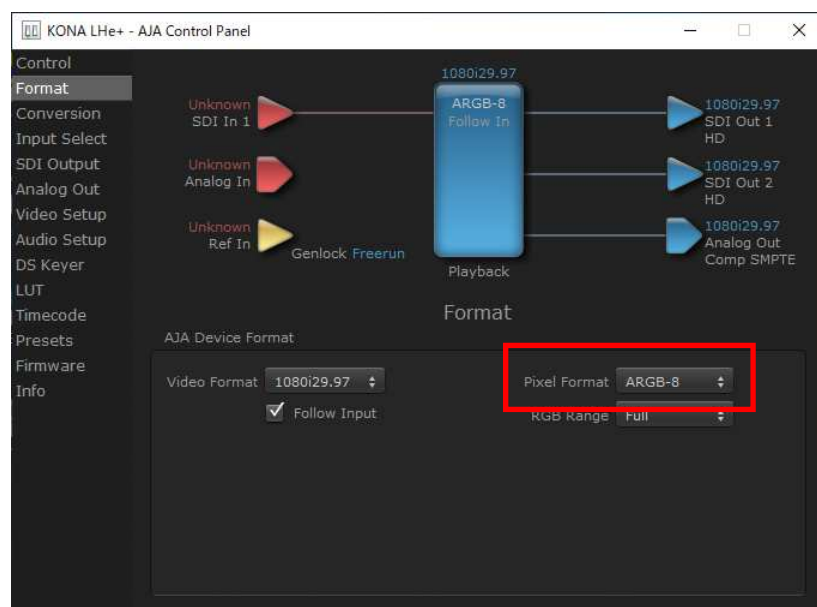 KONA LHe+ - AJA Control Panel
Control
Format
Conversion
Input Select
SDI Output
Analog Out
Video Setup
Audio Setup
DS Keyer
LUT
Timecode
Presets
Firmware
Info
1080i29.97
Unknown
SDI In 1
ARGB-8
Follow In
1080i29.97
SDI Out 1
HD
Unknown
Analog In
1080i29.97
SDI Out 2
HD
Unknown
Ref In
Genlock Freerun
1080i29.97
Analog Out
Comp SMPTE
Playback
Format
AJA Device Format
Video Format 1080i29.97
Pixel Format ARGB-8
Follow Input
RGB Range Full